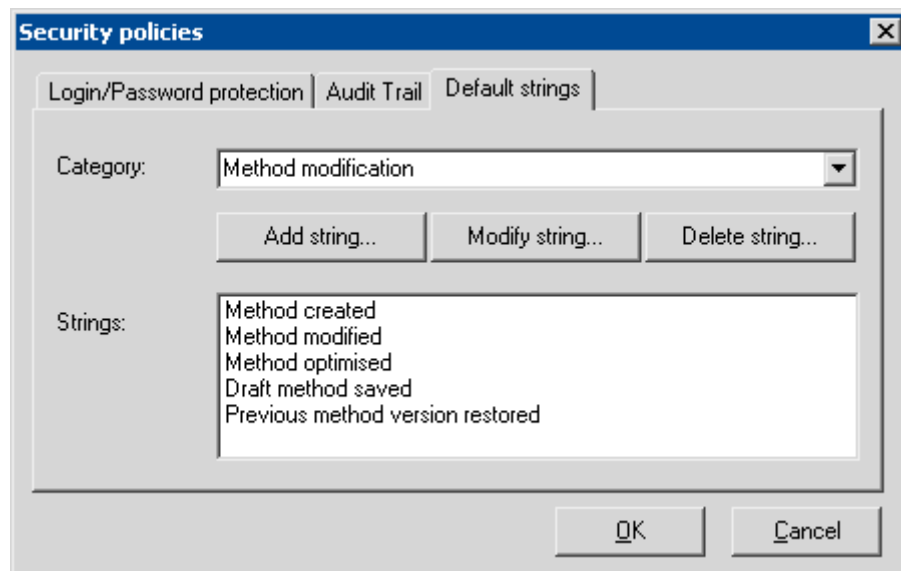 Security policies
Login/Password protection Audit Trail Default strings
Category: Method modification
Add string... Modify string... Delete string...
Strings:
Method created
Method modified
Method optimised
Draft method saved
Previous method version restored
OK Cancel